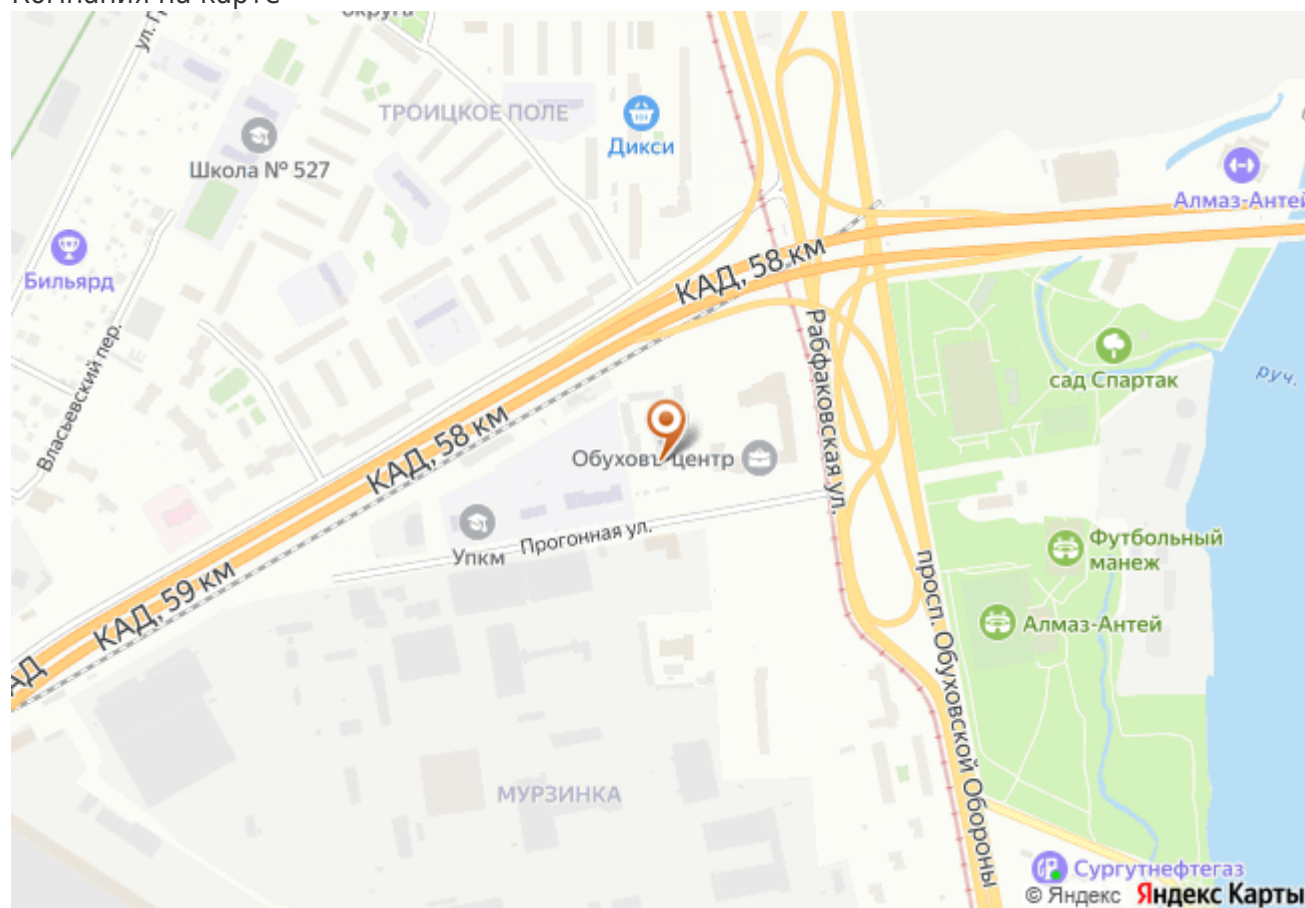 Компания на карте
округа
ул. Гр
ТРОИЦКОЕ ПОЛЕ
Дикси
Школа № 527
Алмаз-Антей
Бильярд
КАД, 58 км
Рабфаковская ул.
сад Спартак
руч.
Власьевский пер.
КАД, 58 км
Обуховъ-центр
Упкм
Прогонная ул.
Футбольный
манеж
КАД, 59 км
Алмаз-Антей
АД
просп. Обуховской Обороны
МУРЗИНКА
Сургутнефтегаз
© Яндекс Яндекс Карты